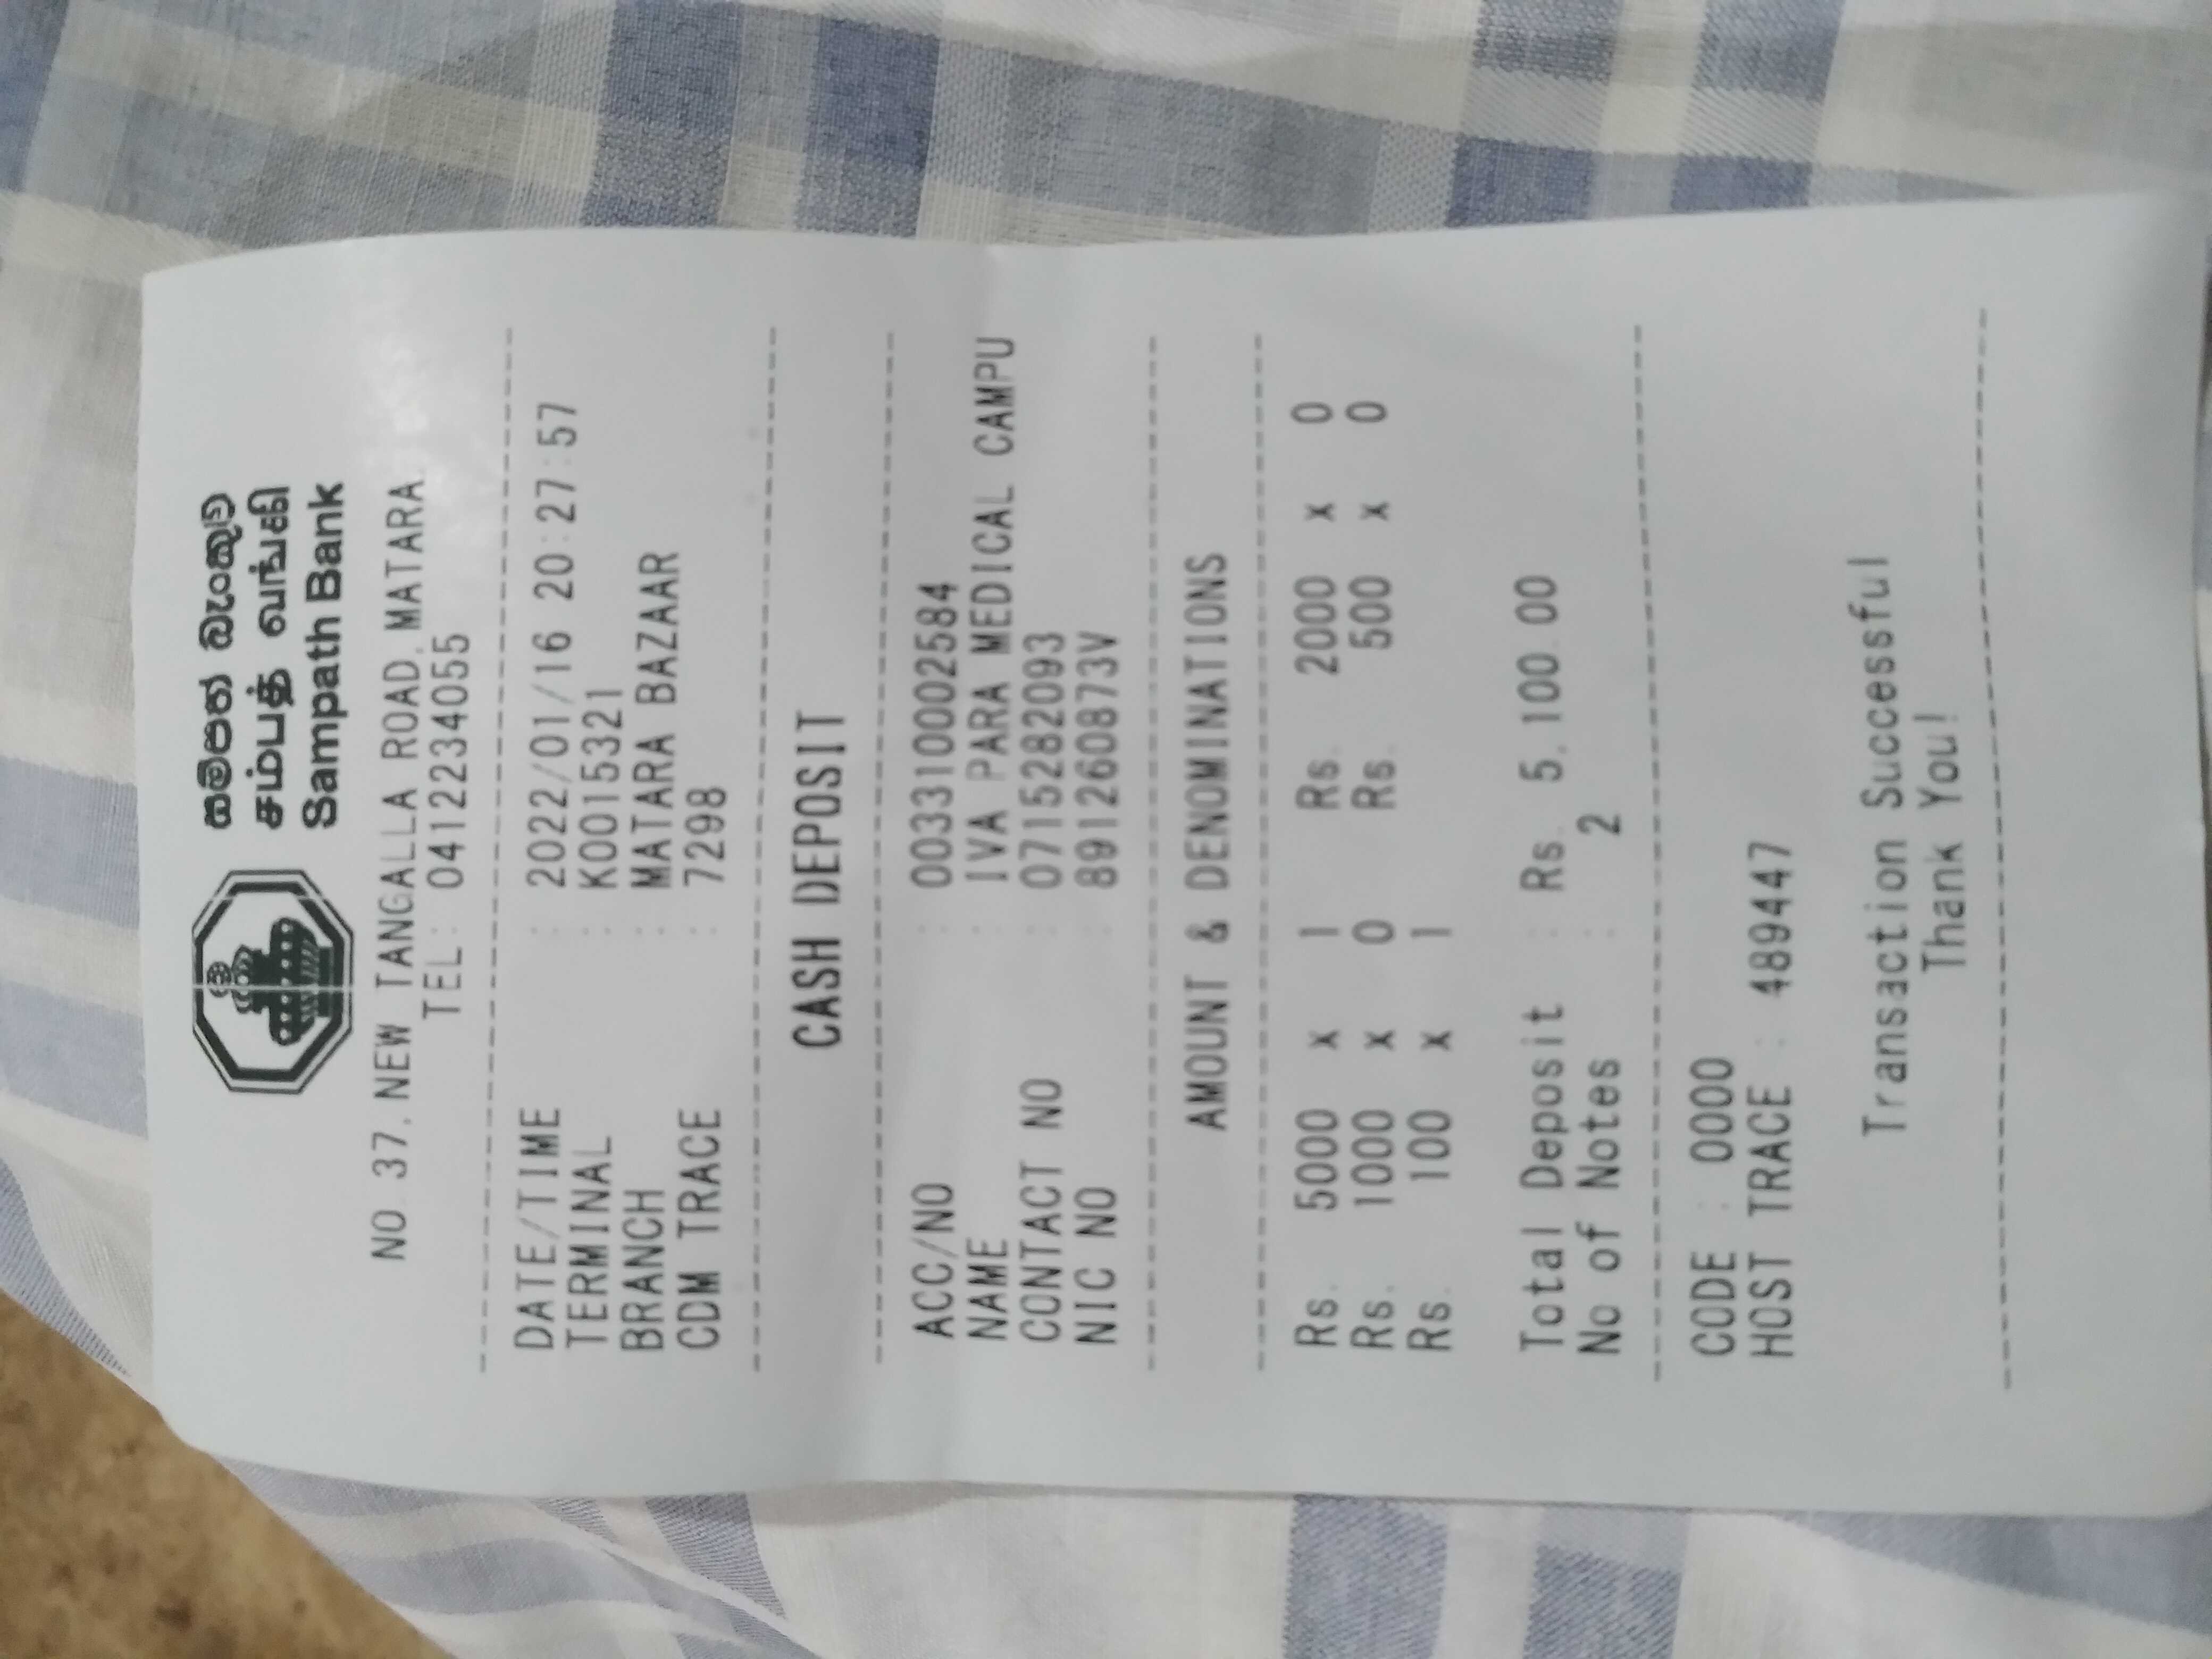 සම්පත් බැංකුව
சம்பத் வங்கி
Sampath Bank
NO 37, NEW TANGALLA ROAD, MATARA.
TEL : 0412234055
DATE/TIME : 2022/01/16 20:27:57
TERMINAL : K0015321
BRANCH : MATARA BAZAAR
CDM TRACE : 7298
CASH DEPOSIT
ACC/NO : 003310002584
NAME : IVA PARA MEDICAL CAMPU
CONTACT NO : 0715282093
NIC NO : 891260873V
AMOUNT & DENOMINATIONS
Rs. 5000 x 1 Rs. 2000 x 0
Rs. 1000 x 0 Rs. 500 x 0
Rs. 100 x 1
Total Deposit : Rs. 5,100.00
No of Notes : 2
CODE : 0000
HOST TRACE : 489447
Transaction Successful
Thank You!